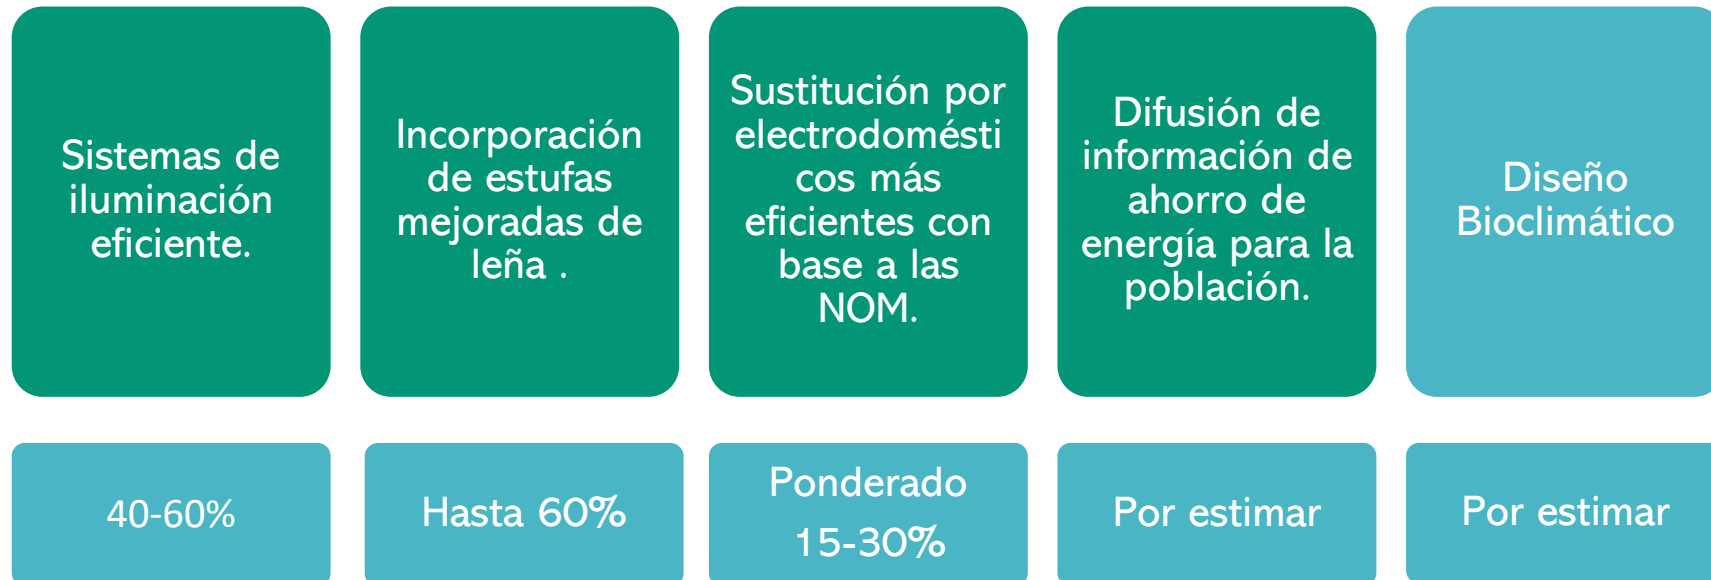 Sistemas de
iluminación
eficiente.
Incorporación
de estufas
mejoradas de
leña .
Sustitución por
electrodomésti
cos más
eficientes con
base a las
NOM.
Difusión de
información de
ahorro de
energía para la
población.
Diseño
Bioclimático
40-60%
Hasta 60%
Ponderado
15-30%
Por estimar
Por estimar